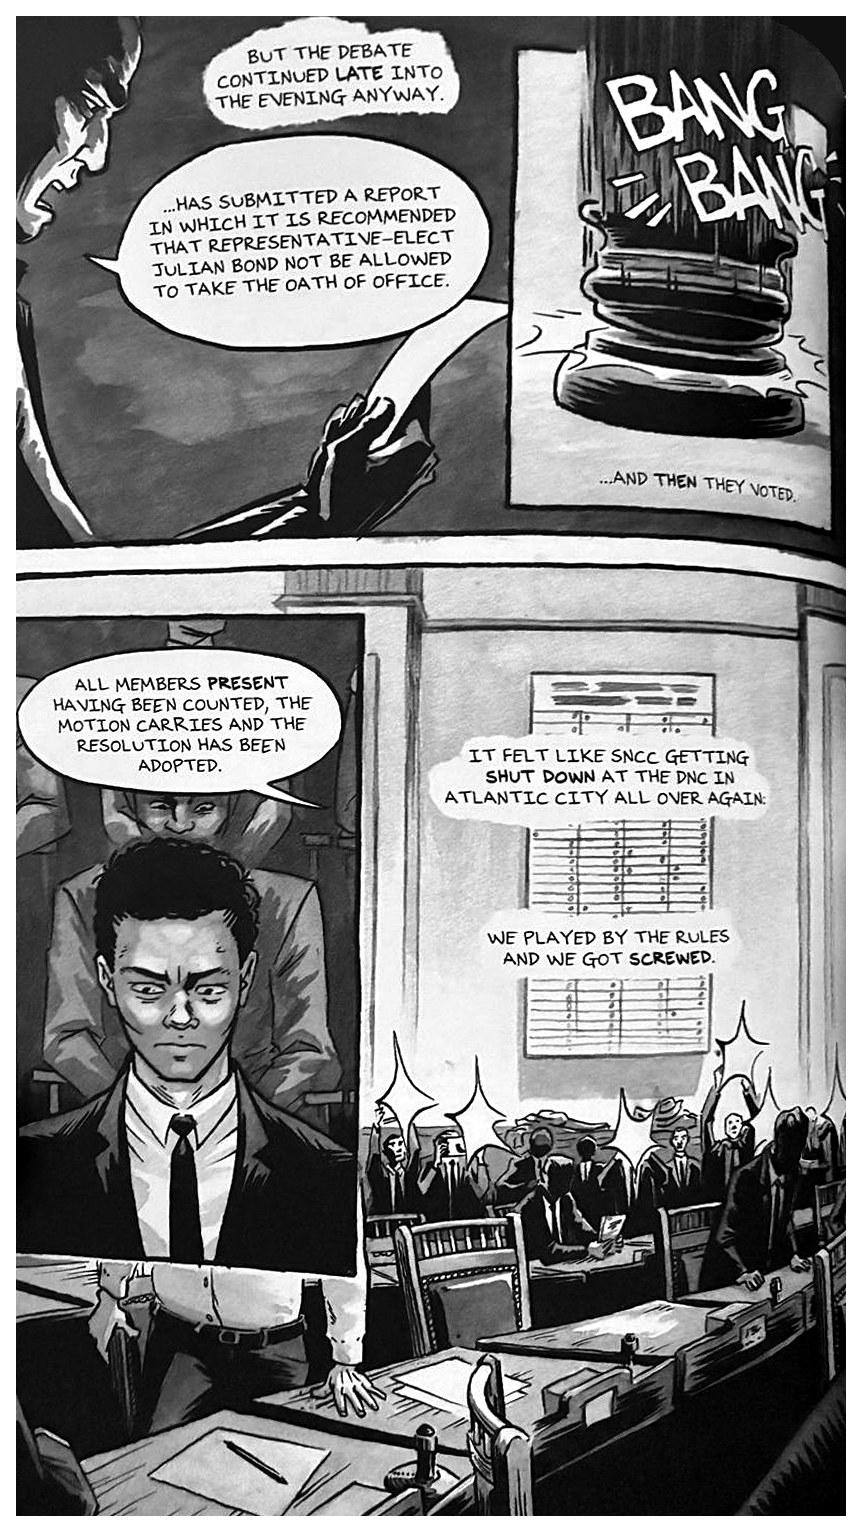 BUT THE DEBATE
CONTINUED LATE INTO
THE EVENING ANYWAY.
...HAS SUBMITTED A REPORT
IN WHICH IT IS RECOMMENDED
THAT REPRESENTATIVE-ELECT
JULIAN BOND NOT BE ALLOWED
TO TAKE THE OATH OF OFFICE.
BANG
BANG
...AND THEN THEY VOTED.
ALL MEMBERS PRESENT
HAVING BEEN COUNTED, THE
MOTION CARRIES AND THE
RESOLUTION HAS BEEN
ADOPTED.
IT FELT LIKE SNCC GETTING
SHUT DOWN AT THE DNC IN
ATLANTIC CITY ALL OVER AGAIN:
WE PLAYED BY THE RULES
AND WE GOT SCREWED.